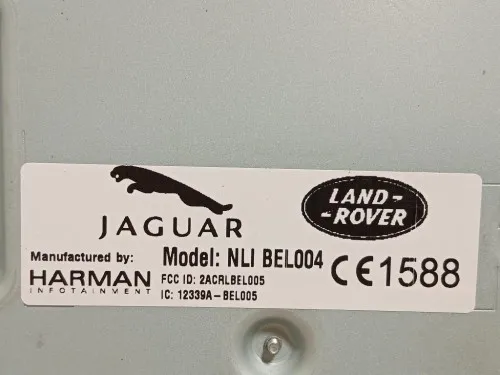 JAGUAR
LAND-
-ROVER
Manufactured by:
HARMAN
INFOTAINMENT
Model: NLI BEL004
FCC ID: 2ACRLBEL005
IC: 12339A-BEL005
CE1588